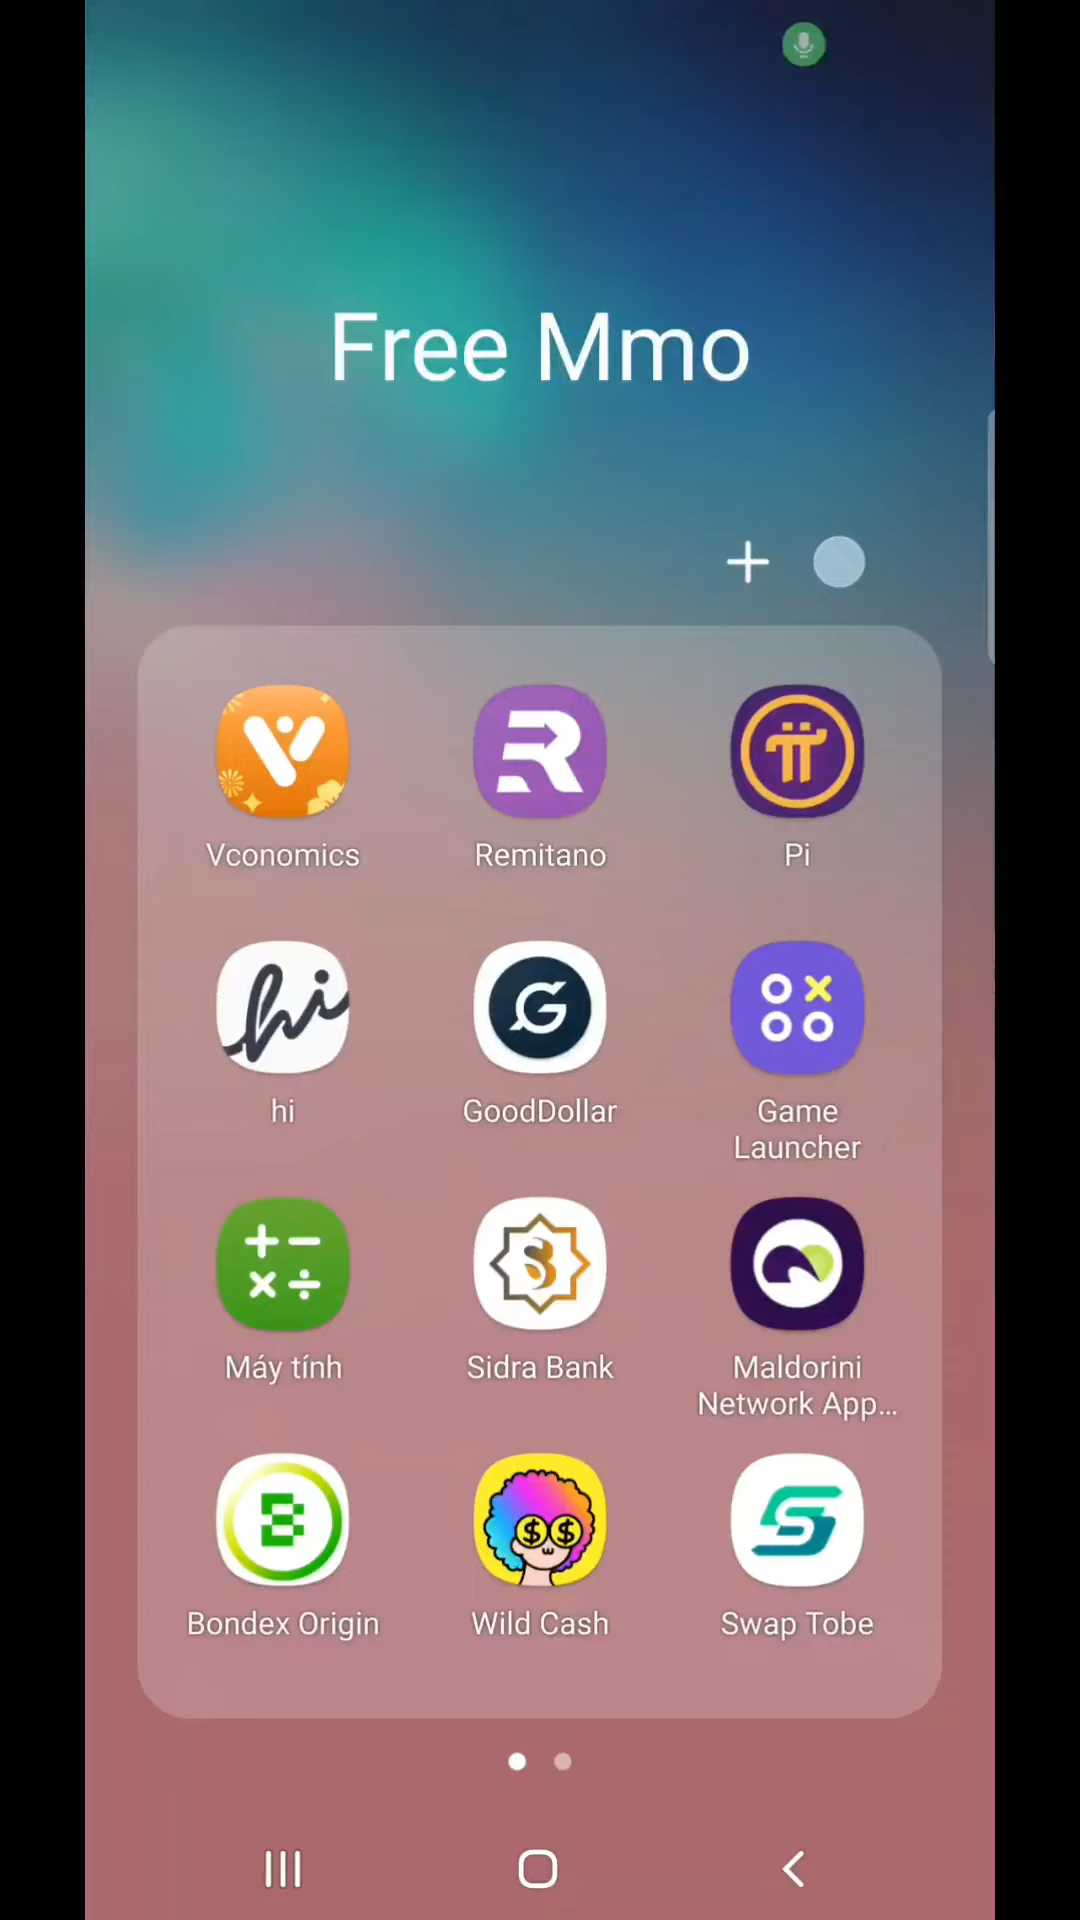 Free Mmo
Vconomics
Remitano
Pi
hi
hi
GoodDollar
Game
Launcher
Máy tính
Sidra Bank
Maldorini
Network App...
Bondex Origin
Wild Cash
Swap Tobe